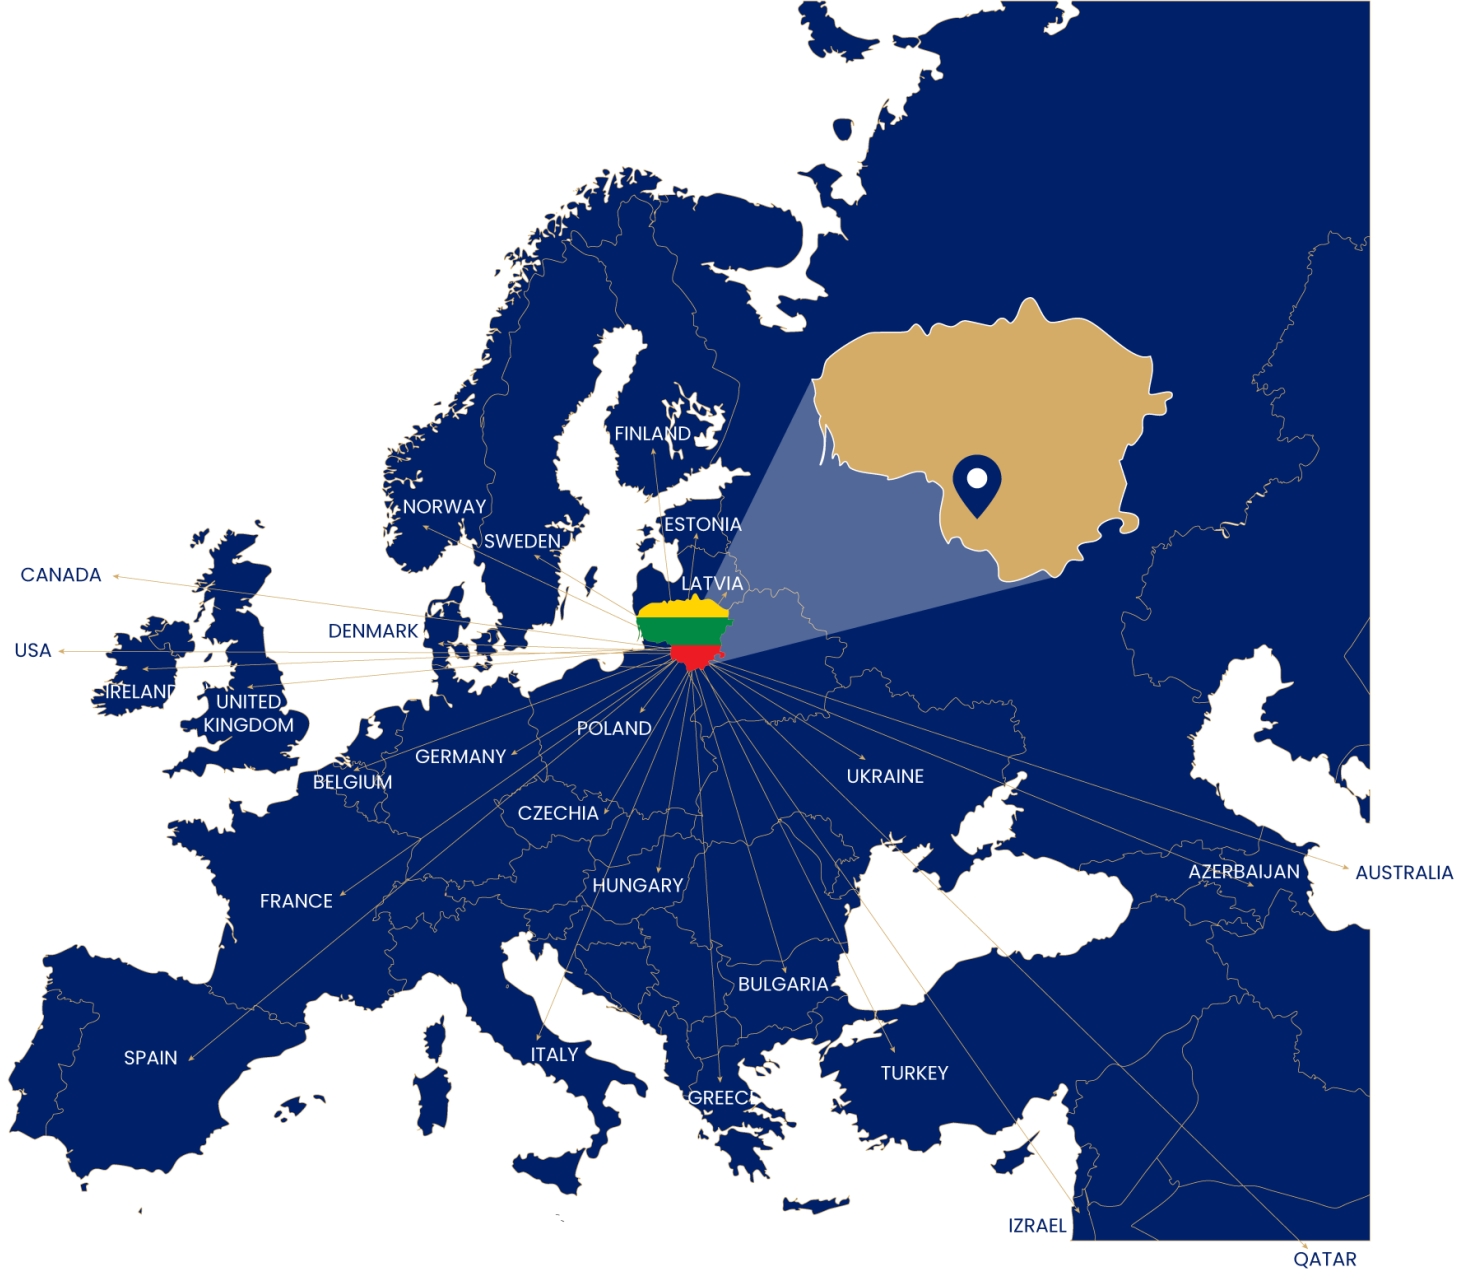 FINLAND
NORWAY
ESTONIA
SWEDEN
CANADA
LATVIA
DENMARK
USA
IRELAND
UNITED
KINGDOM
POLAND
GERMANY
UKRAINE
BELGIUM
CZECHIA
AZERBAIJAN
AUSTRALIA
HUNGARY
FRANCE
BULGARIA
ITALY
SPAIN
TURKEY
GREEC
IZRAEL
QATAR